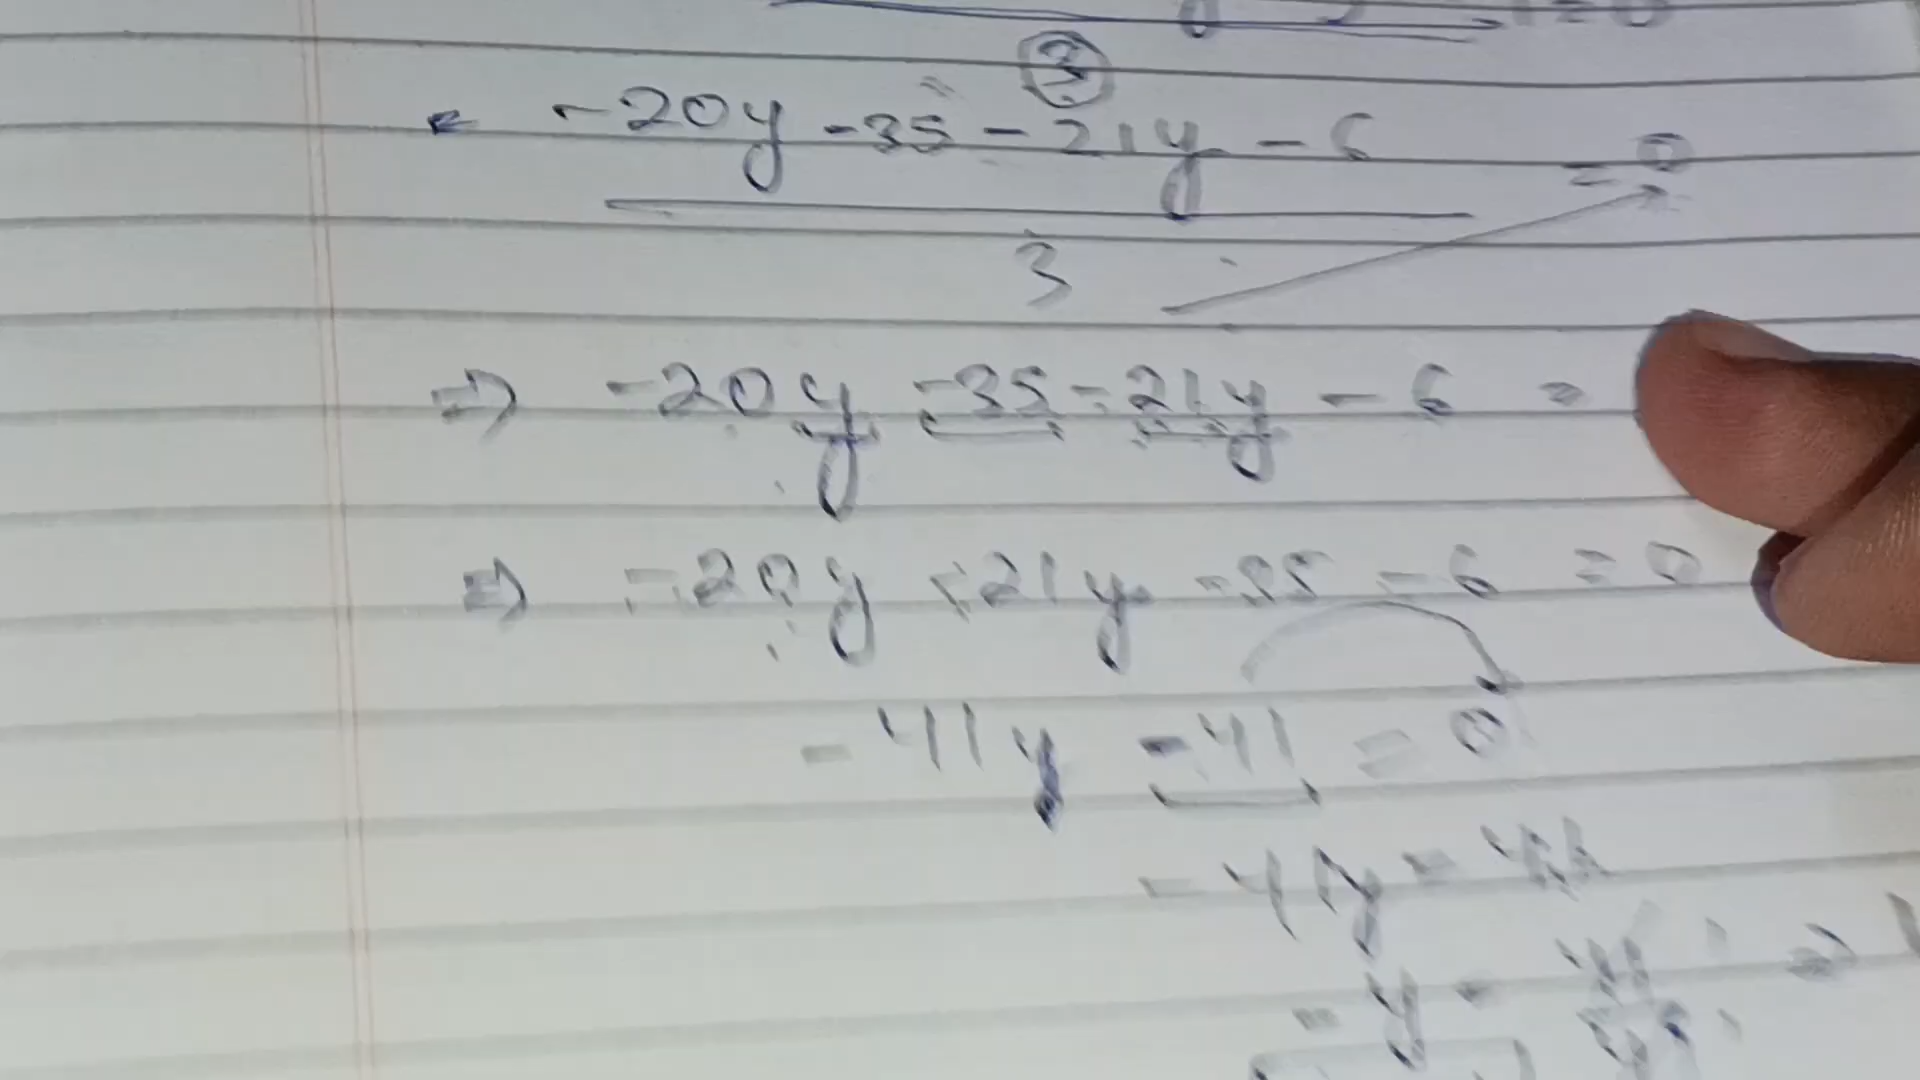 ③
- -20y - 35 - 21y - 6 = 0
3
⇒ -20y - 35 - 21y - 6 =
⇒ -20y - 21y - 35 - 6 = 0
- 41y - 41 = 0
- 41y = 41
- y = 41 ⇒